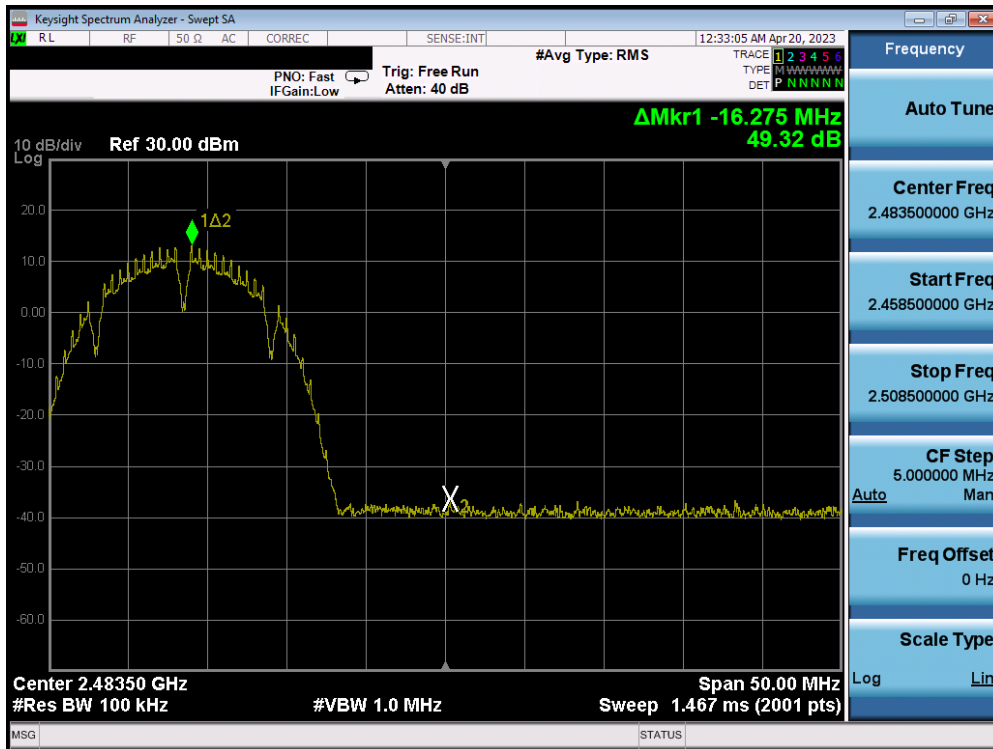 Keysight Spectrum Analyzer - Swept SA
LXI RL RF 50 Ω AC CORREC SENSE:INT 12:33:05 AM Apr 20, 2023
PNO: Fast
IFGain:Low
Trig: Free Run
Atten: 40 dB
#Avg Type: RMS
TRACE 1 2 3 4 5 6
TYPE M W W W W W
DET P N N N N N
ΔMkr1 -16.275 MHz
49.32 dB
10 dB/div Ref 30.00 dBm
Log
1Δ2
20.0
10.0
0.00
-10.0
-20.0
-30.0
-40.0
-50.0
-60.0
X2
Center 2.48350 GHz Span 50.00 MHz
#Res BW 100 kHz #VBW 1.0 MHz Sweep 1.467 ms (2001 pts)
MSG STATUS
Frequency
Auto Tune
Center Freq
2.483500000 GHz
Start Freq
2.458500000 GHz
Stop Freq
2.508500000 GHz
CF Step
5.000000 MHz
Auto Man
Freq Offset
0 Hz
Scale Type
Log Lin